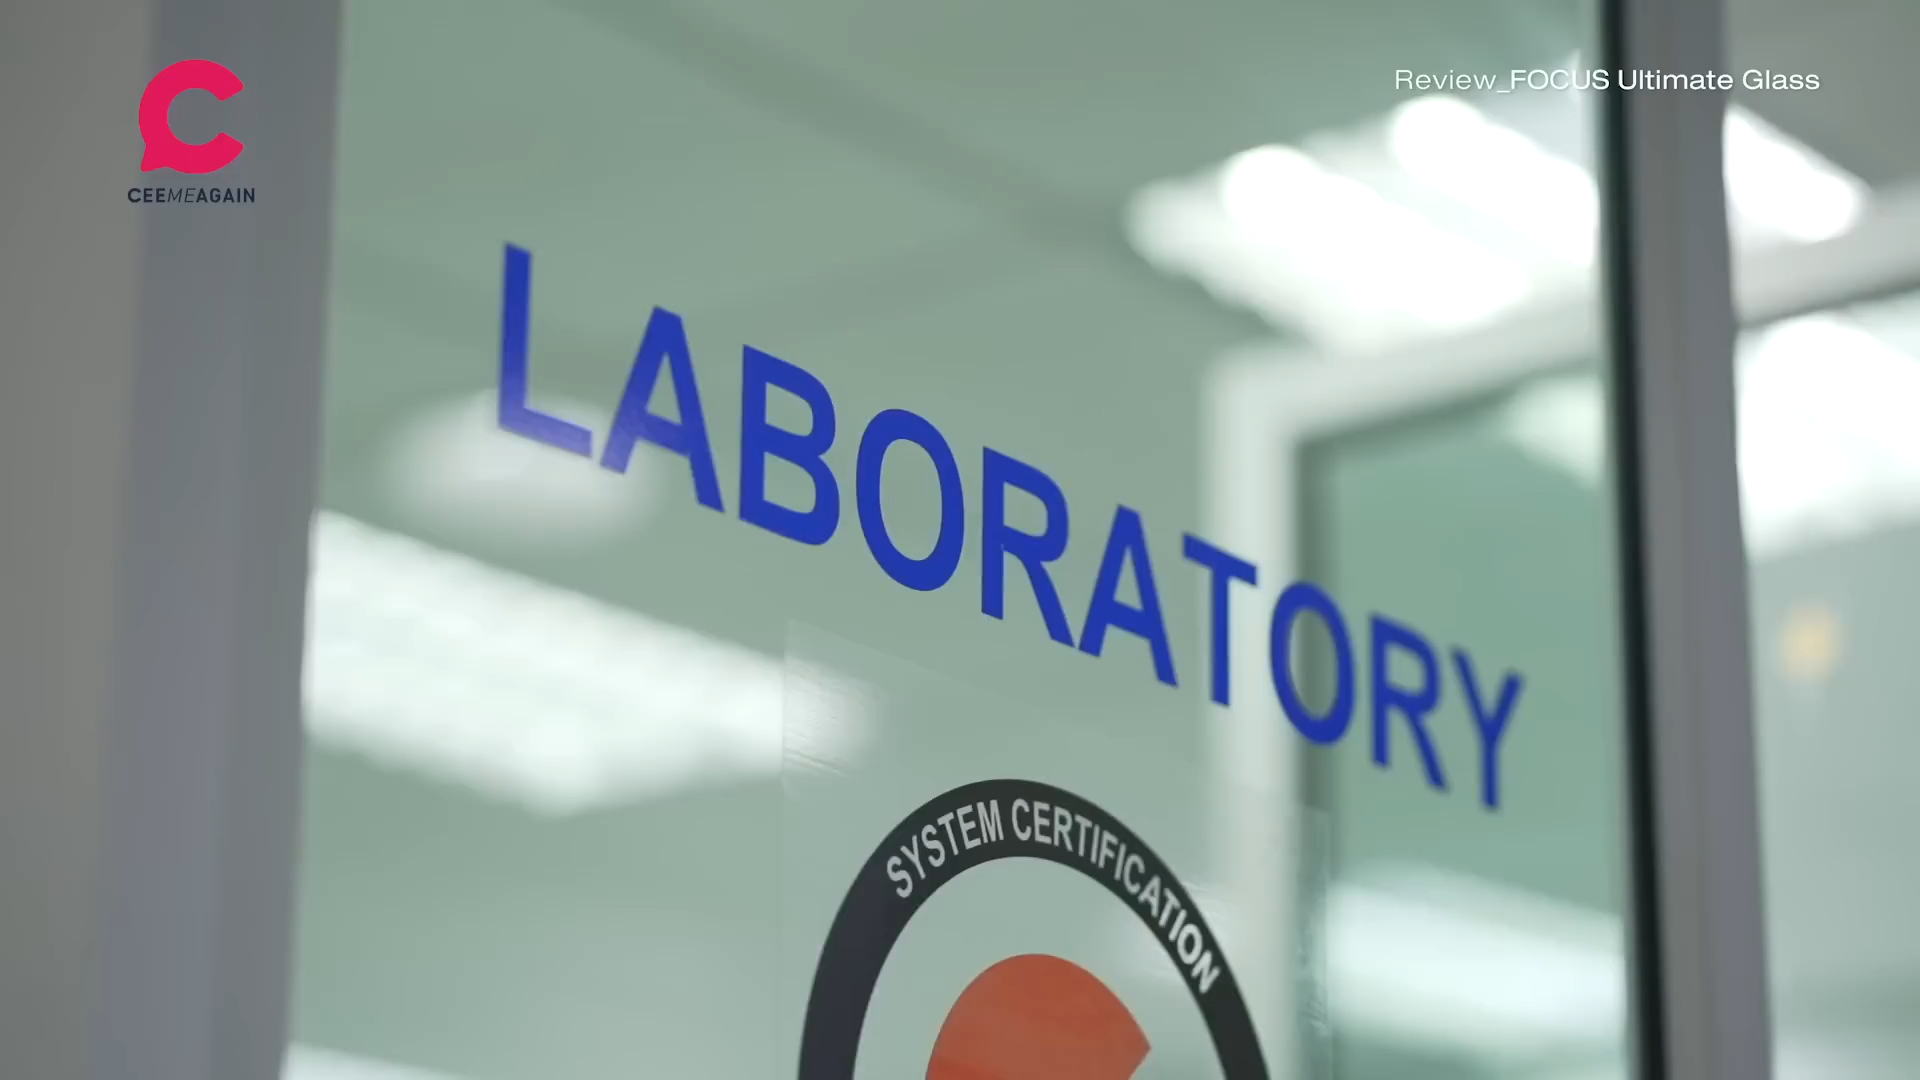 Review_FOCUS Ultimate Glass
CEEMEAGAIN
LABORATORY
SYSTEM CERTIFICATION